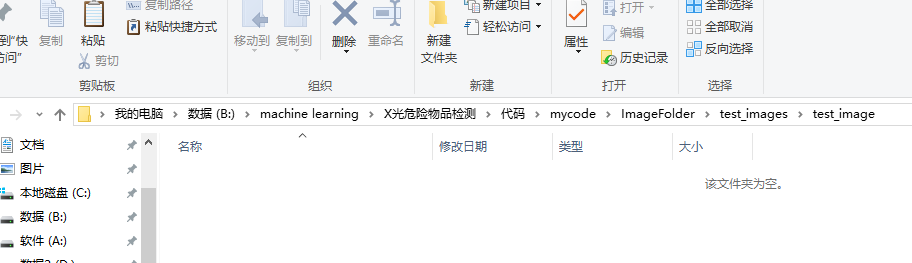 复制路径
新建项目
打开
全部选择
复制
粘贴
粘贴快捷方式
移动到
复制到
删除
重命名
新建
文件夹
轻松访问
属性
编辑
全部取消
到"快
访问"
剪切
历史记录
反向选择
剪贴板
组织
新建
打开
选择
我的电脑 › 数据 (B:) › machine learning › X光危险物品检测 › 代码 › mycode › ImageFolder › test_images › test_image
文档
名称
修改日期
类型
大小
图片
该文件夹为空。
本地磁盘 (C:)
数据 (B:)
软件 (A:)